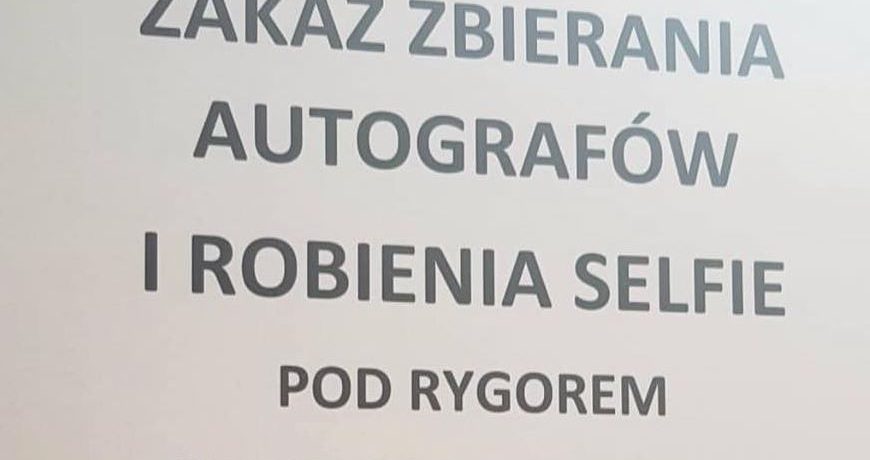 ZAKAZ ZBIERANIA
AUTOGRAFÓW
I ROBIENIA SELFIE
POD RYGOREM